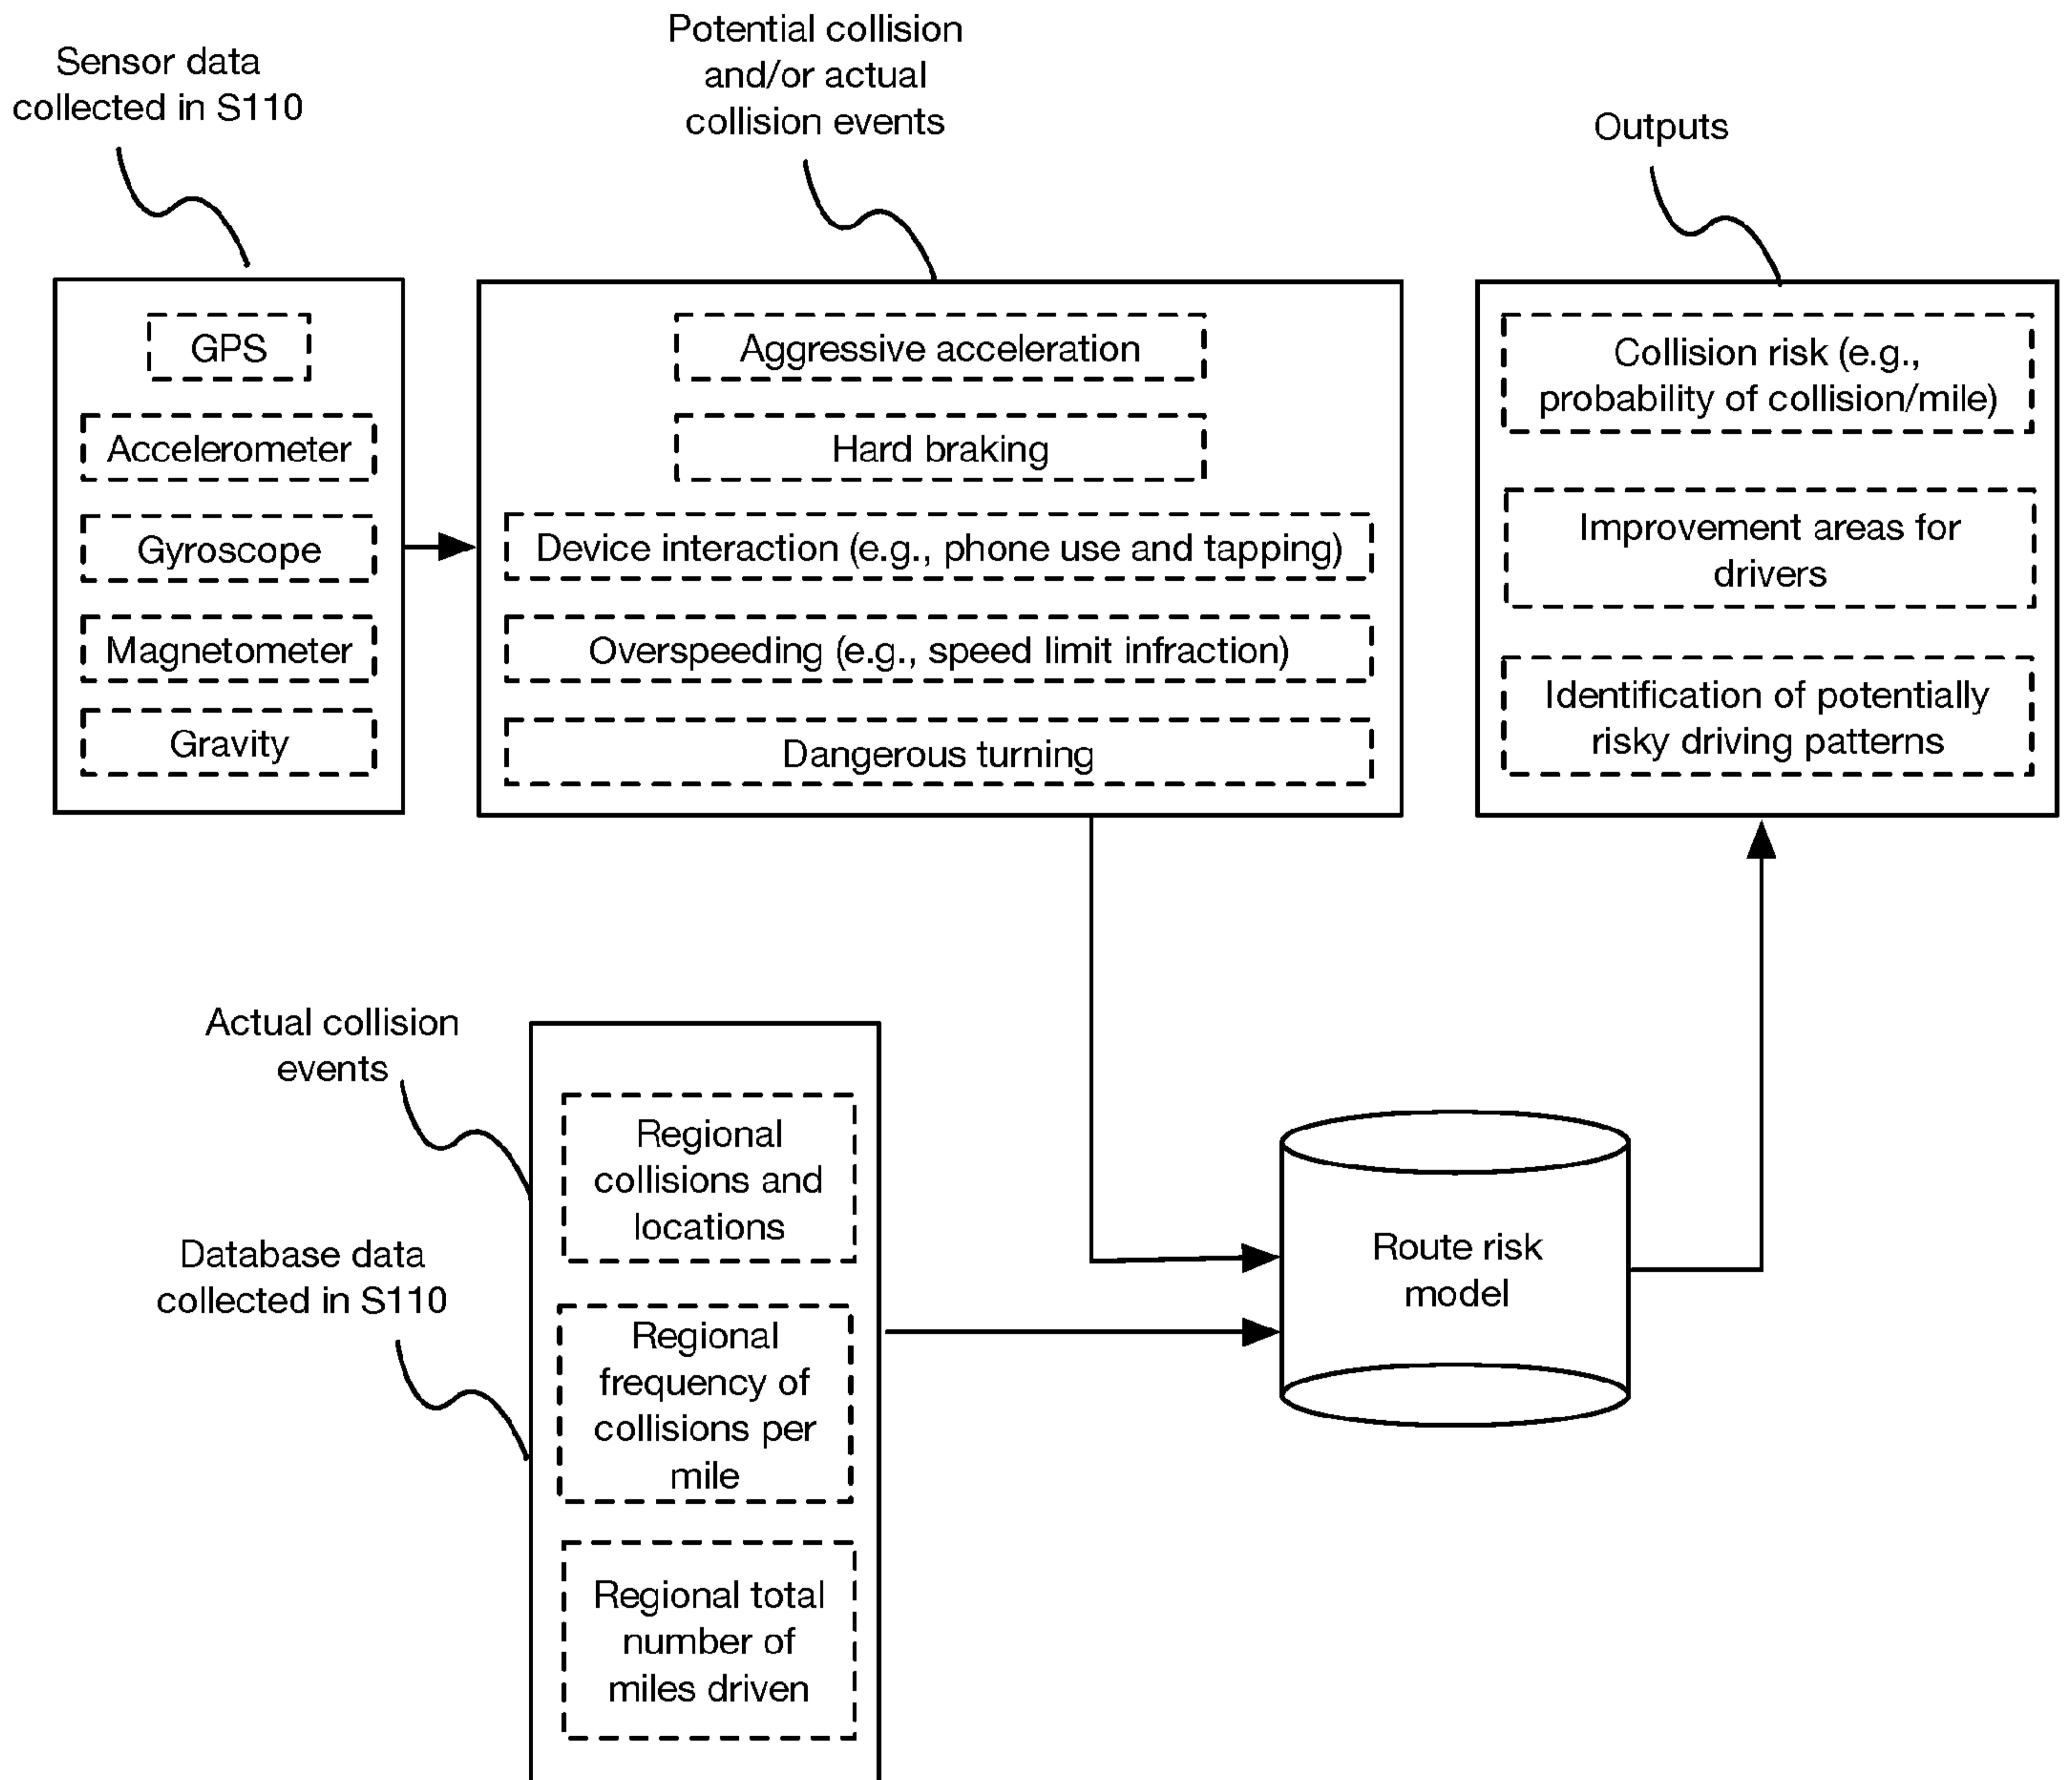 Sensor data
collected in S110
Potential collision
and/or actual
collision events
Outputs
GPS
Accelerometer
Gyroscope
Magnetometer
Gravity
Aggressive acceleration
Hard braking
Device interaction (e.g., phone use and tapping)
Overspeeding (e.g., speed limit infraction)
Dangerous turning
Collision risk (e.g.,
probability of collision/mile)
Improvement areas for
drivers
Identification of potentially
risky driving patterns
Actual collision
events
Database data
collected in S110
Regional
collisions and
locations
Regional
frequency of
collisions per
mile
Regional total
number of
miles driven
Route risk
model